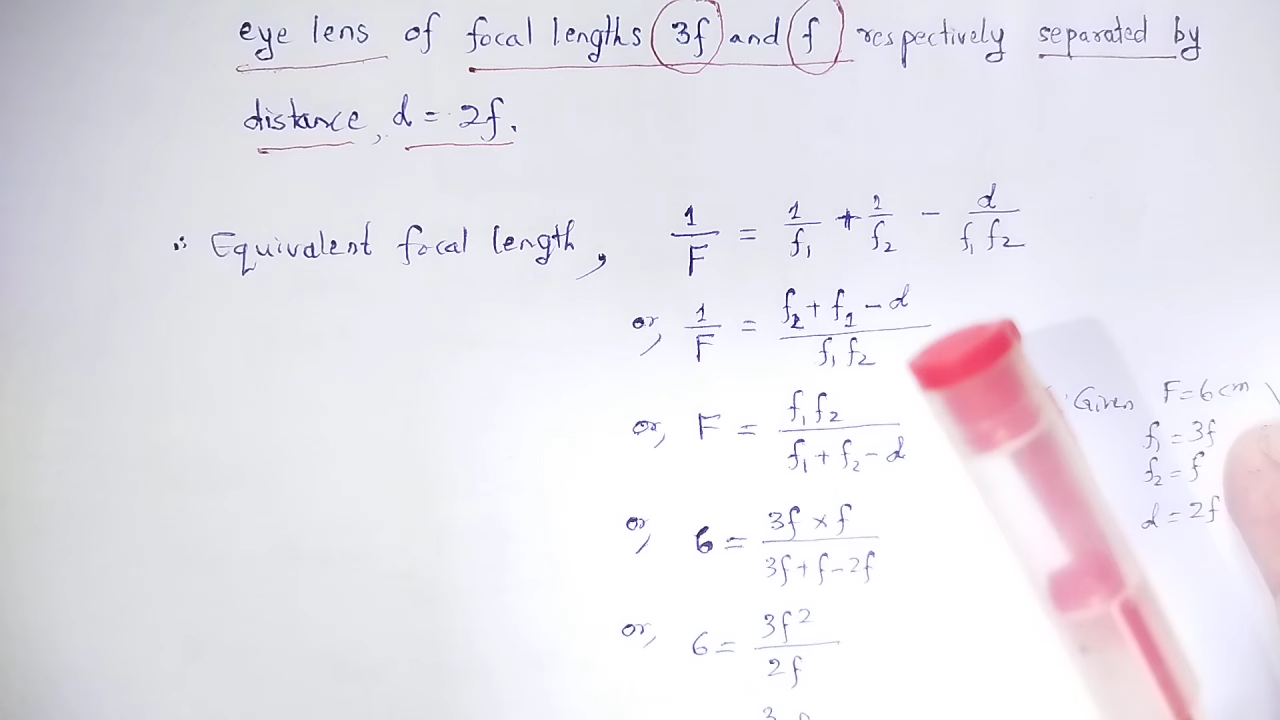 eye lens of focal lengths 3f and f respectively separated by
distance, d = 2f.
∴ Equivalent focal length, 1/F = 1/f₁ + 1/f₂ - d/f₁f₂
or, 1/F = f₂ + f₁ - d / f₁f₂
or, F = f₁f₂ / f₁ + f₂ - d
Given F = 6 cm
f₁ = 3f
f₂ = f
d = 2f
or, 6 = 3f × f / 3f + f - 2f
or, 6 = 3f² / 2f